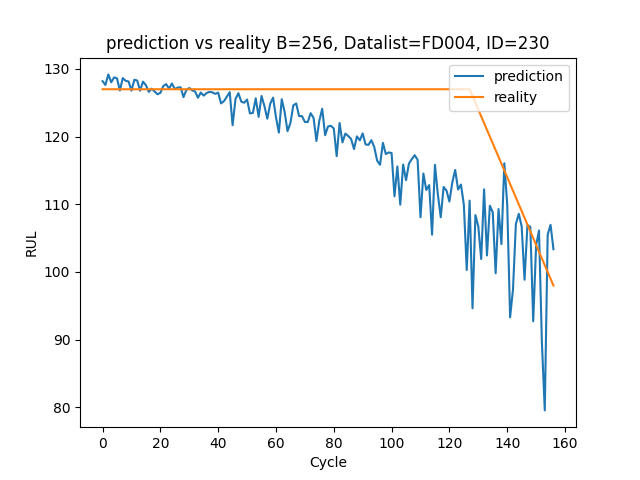 prediction vs reality B=256, Datalist=FD004, ID=230
prediction
reality
RUL
130
120
110
100
90
80
0 20 40 60 80 100 120 140 160
Cycle